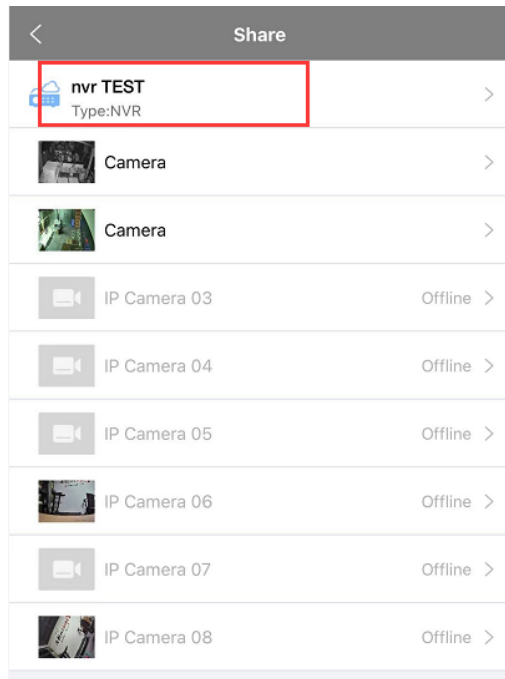 Share
nvr TEST
Type:NVR
Camera
Camera
IP Camera 03 Offline
IP Camera 04 Offline
IP Camera 05 Offline
IP Camera 06 Offline
IP Camera 07 Offline
IP Camera 08 Offline